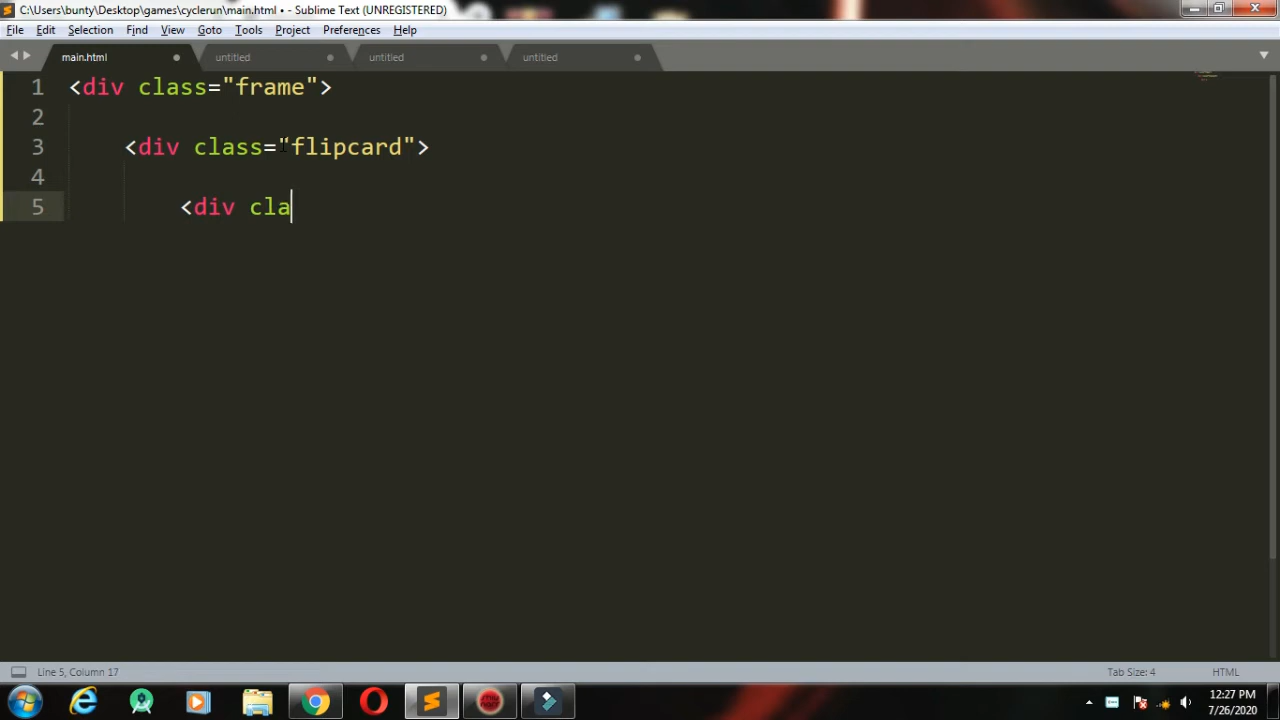 C:\Users\bunty\Desktop\games\cyclerun\main.html • - Sublime Text (UNREGISTERED)
File Edit Selection Find View Goto Tools Project Preferences Help
main.html untitled untitled untitled
1 <div class="frame">
2
3 <div class="flipcard">
4
5 <div cla
Line 5, Column 17 Tab Size: 4 HTML
12:27 PM
7/26/2020